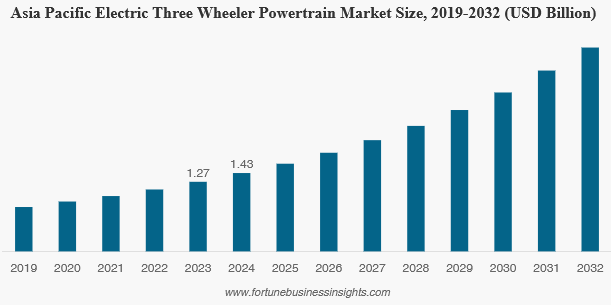 Asia Pacific Electric Three Wheeler Powertrain Market Size, 2019-2032 (USD Billion)
1.27 1.43
2019 2020 2021 2022 2023 2024 2025 2026 2027 2028 2029 2030 2031 2032
www.fortunebusinessinsights.com